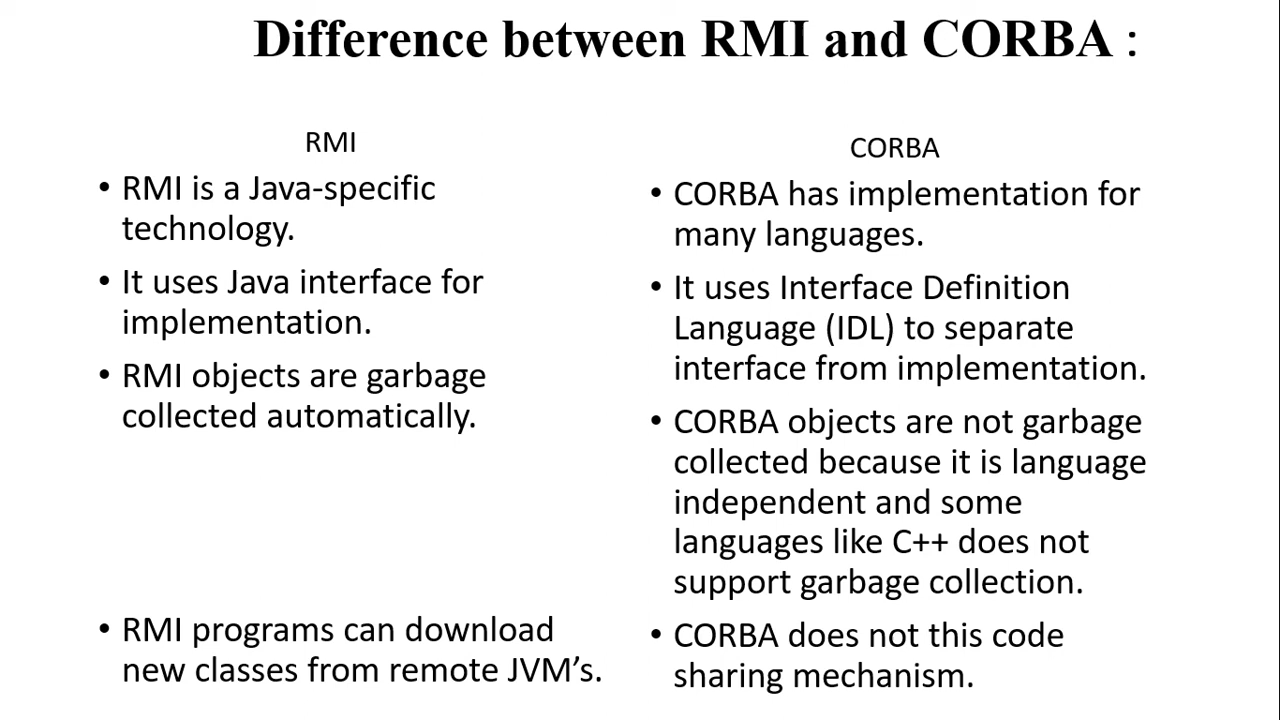 Difference between RMI and CORBA :
RMI
• RMI is a Java-specific
technology.
• It uses Java interface for
implementation.
• RMI objects are garbage
collected automatically.
• RMI programs can download
new classes from remote JVM’s.
CORBA
• CORBA has implementation for
many languages.
• It uses Interface Definition
Language (IDL) to separate
interface from implementation.
• CORBA objects are not garbage
collected because it is language
independent and some
languages like C++ does not
support garbage collection.
• CORBA does not this code
sharing mechanism.